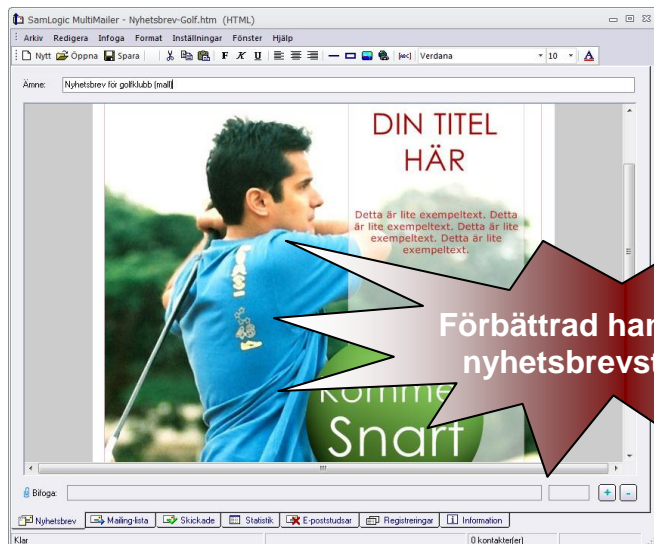 SamLogic MultiMailer - Nyhetsbrev-Golf.htm (HTML)
Arkiv Redigera Infoga Format Inställningar Fönster Hjälp
Nytt Öppna Spara F K U |abc| Verdana 10 A
Ämne: Nyhetsbrev för golfklubb (mall)
DIN TITEL
HÄR
Detta är lite exempeltext. Detta
är lite exempeltext. Detta är lite
exempeltext. Detta är lite
exempeltext.
Förbättrad han
nyhetsbrevst
Komme
Snart
Bifoga: + -
Nyhetsbrev Mailing-lista Skickade Statistik E-poststudsar Registreringar Information
Klar 0 kontakter(er)